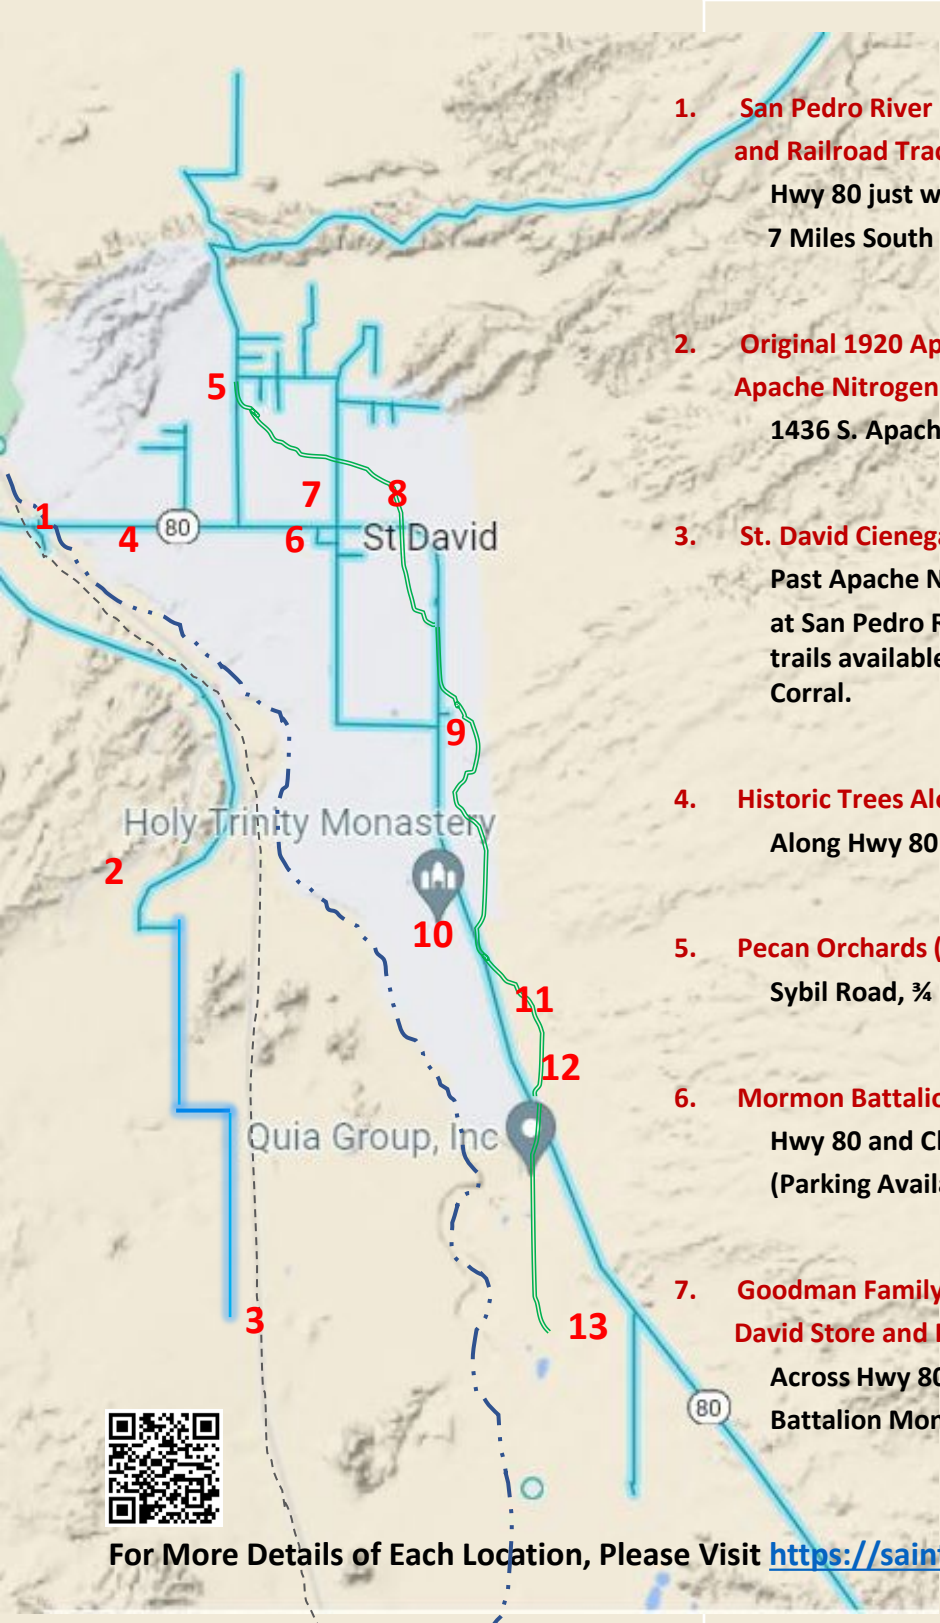 1. San Pedro River
and Railroad Trac
Hwy 80 just w
7 Miles South
2. Original 1920 Ap
Apache Nitrogen
1436 S. Apach
3. St. David Cienega
Past Apache N
at San Pedro R
trails available
Corral.
4. Historic Trees Alo
Along Hwy 80
5. Pecan Orchards (
Sybil Road, ¾
6. Mormon Battalio
Hwy 80 and Cl
(Parking Availa
7. Goodman Family
David Store and
Across Hwy 80
Battalion Mon
5
7
8
1
4
80
6
St David
9
Holy Trinity Monastery
2
10
11
12
Quia Group, Inc
3
13
80
For More Details of Each Location, Please Visit https://saint